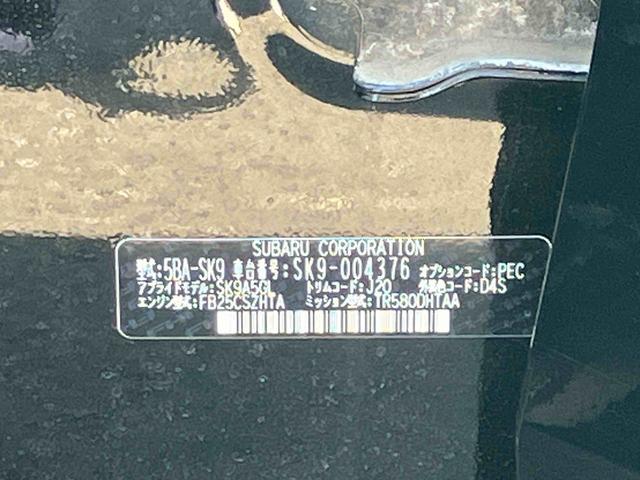 SUBARU CORPORATION
型式:5BA-SK9 車台番号:SK9-004376 オプションコード:PEC
アプライドモデル:SK9A5GL トリムコード:J20 外装色コード:D4S
エンジン型式:FB25CSZHTA ミッション型式:TR580DHTAA